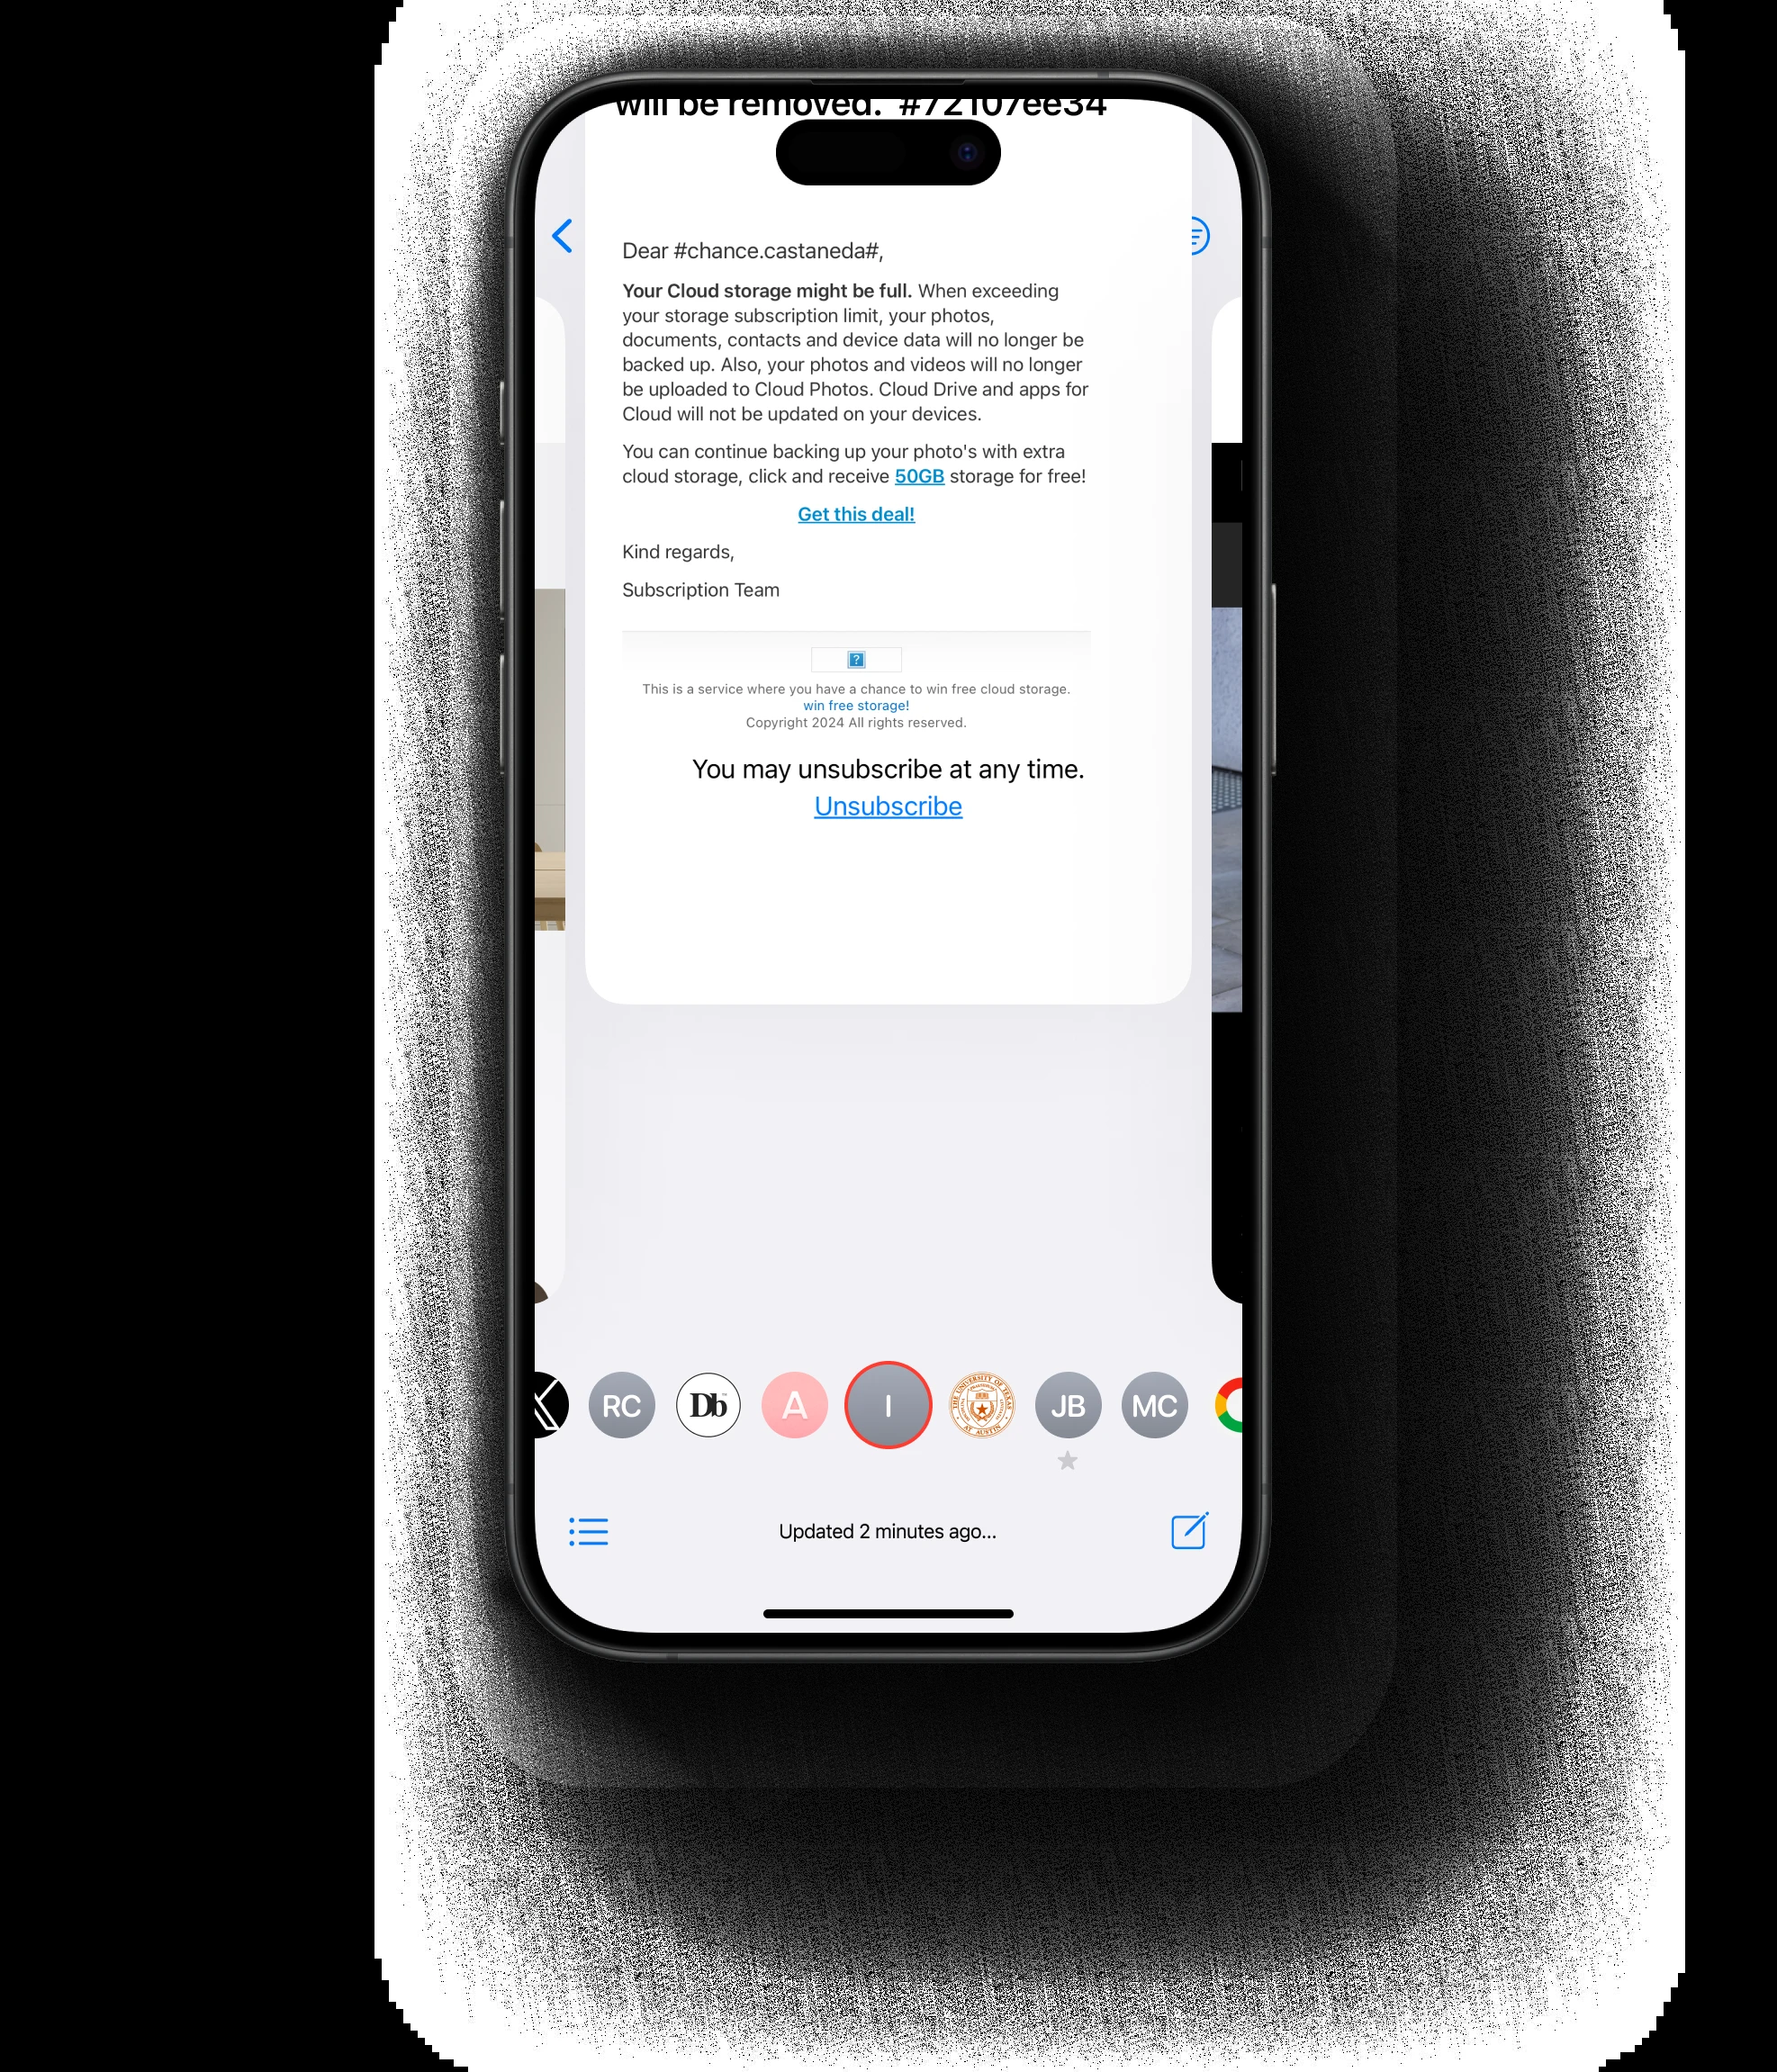 will be removed. #72107ee34
Dear #chance.castaneda#,
Your Cloud storage might be full. When exceeding
your storage subscription limit, your photos,
documents, contacts and device data will no longer be
backed up. Also, your photos and videos will no longer
be uploaded to Cloud Photos. Cloud Drive and apps for
Cloud will not be updated on your devices.
You can continue backing up your photo's with extra
cloud storage, click and receive 50GB storage for free!
Get this deal!
Kind regards,
Subscription Team
?
This is a service where you have a chance to win free cloud storage.
win free storage!
Copyright 2024 All rights reserved.
You may unsubscribe at any time.
Unsubscribe
RC
Db
A
I
THE UNIVERSITY OF TEXAS
AT AUSTIN
JB
MC
Updated 2 minutes ago...